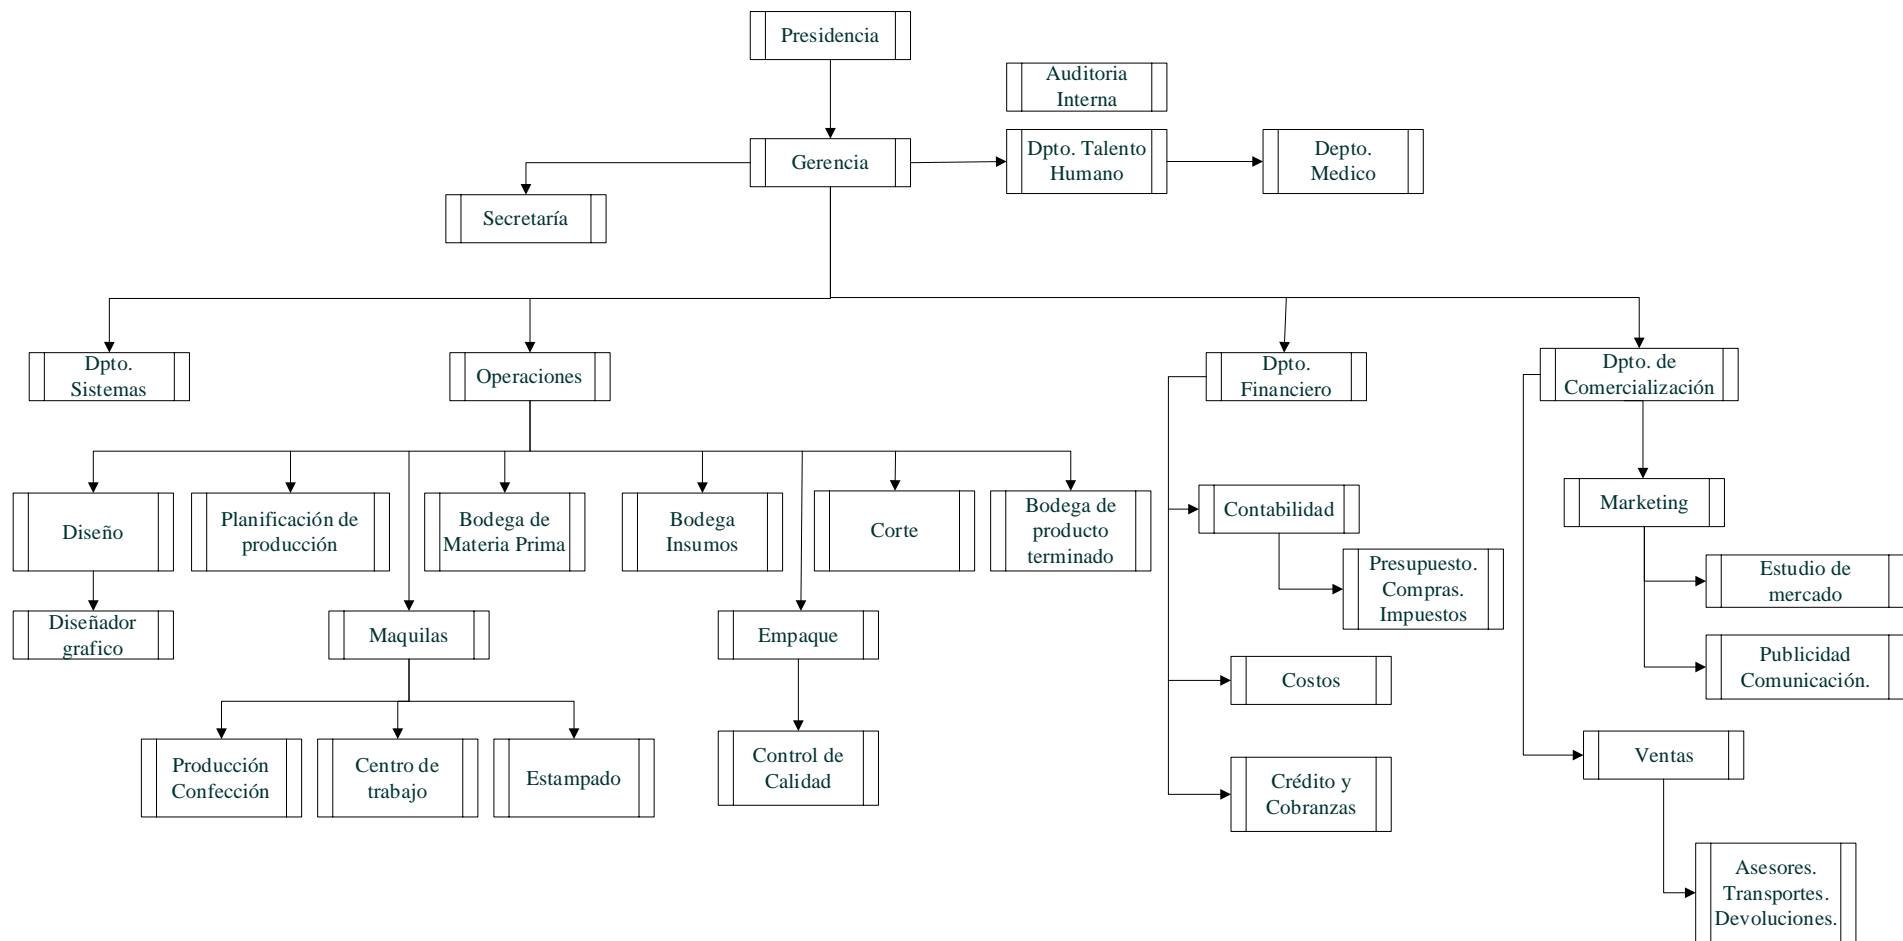 Presidencia
Auditoria
Interna
Gerencia
Dpto. Talento
Humano
Depto.
Medico
Secretaría
Dpto.
Sistemas
Operaciones
Dpto.
Financiero
Dpto. de
Comercialización
Diseño
Planificación de
producción
Bodega de
Materia Prima
Bodega
Insumos
Corte
Bodega de
producto
terminado
Contabilidad
Marketing
Presupuesto.
Compras.
Impuestos
Estudio de
mercado
Diseñador
grafico
Maquilas
Empaque
Costos
Publicidad
Comunicación.
Producción
Confección
Centro de
trabajo
Estampado
Control de
Calidad
Crédito y
Cobranzas
Ventas
Asesores.
Transportes.
Devoluciones.